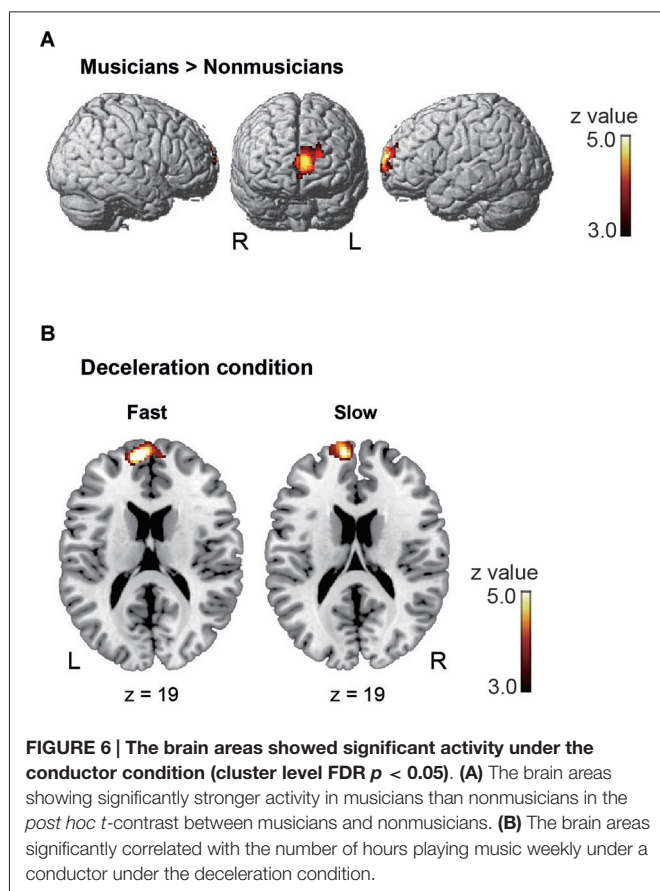 A
Musicians > Nonmusicians
z value
5.0
3.0
R L
B
Deceleration condition
Fast Slow
z value
5.0
3.0
L R
z = 19 z = 19
FIGURE 6 | The brain areas showed significant activity under the
conductor condition (cluster level FDR p < 0.05). (A) The brain areas
showing significantly stronger activity in musicians than nonmusicians in the
post hoc t-contrast between musicians and nonmusicians. (B) The brain areas
significantly correlated with the number of hours playing music weekly under a
conductor under the deceleration condition.